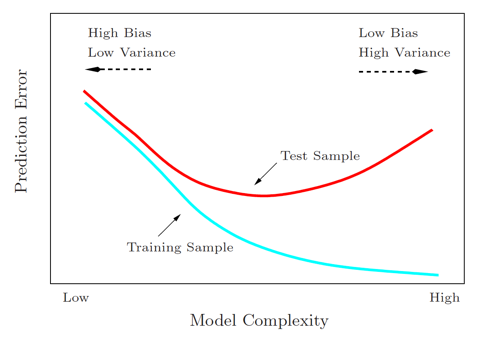 High Bias
Low Variance
Low Bias
High Variance
Prediction Error
Test Sample
Training Sample
Low
High
Model Complexity